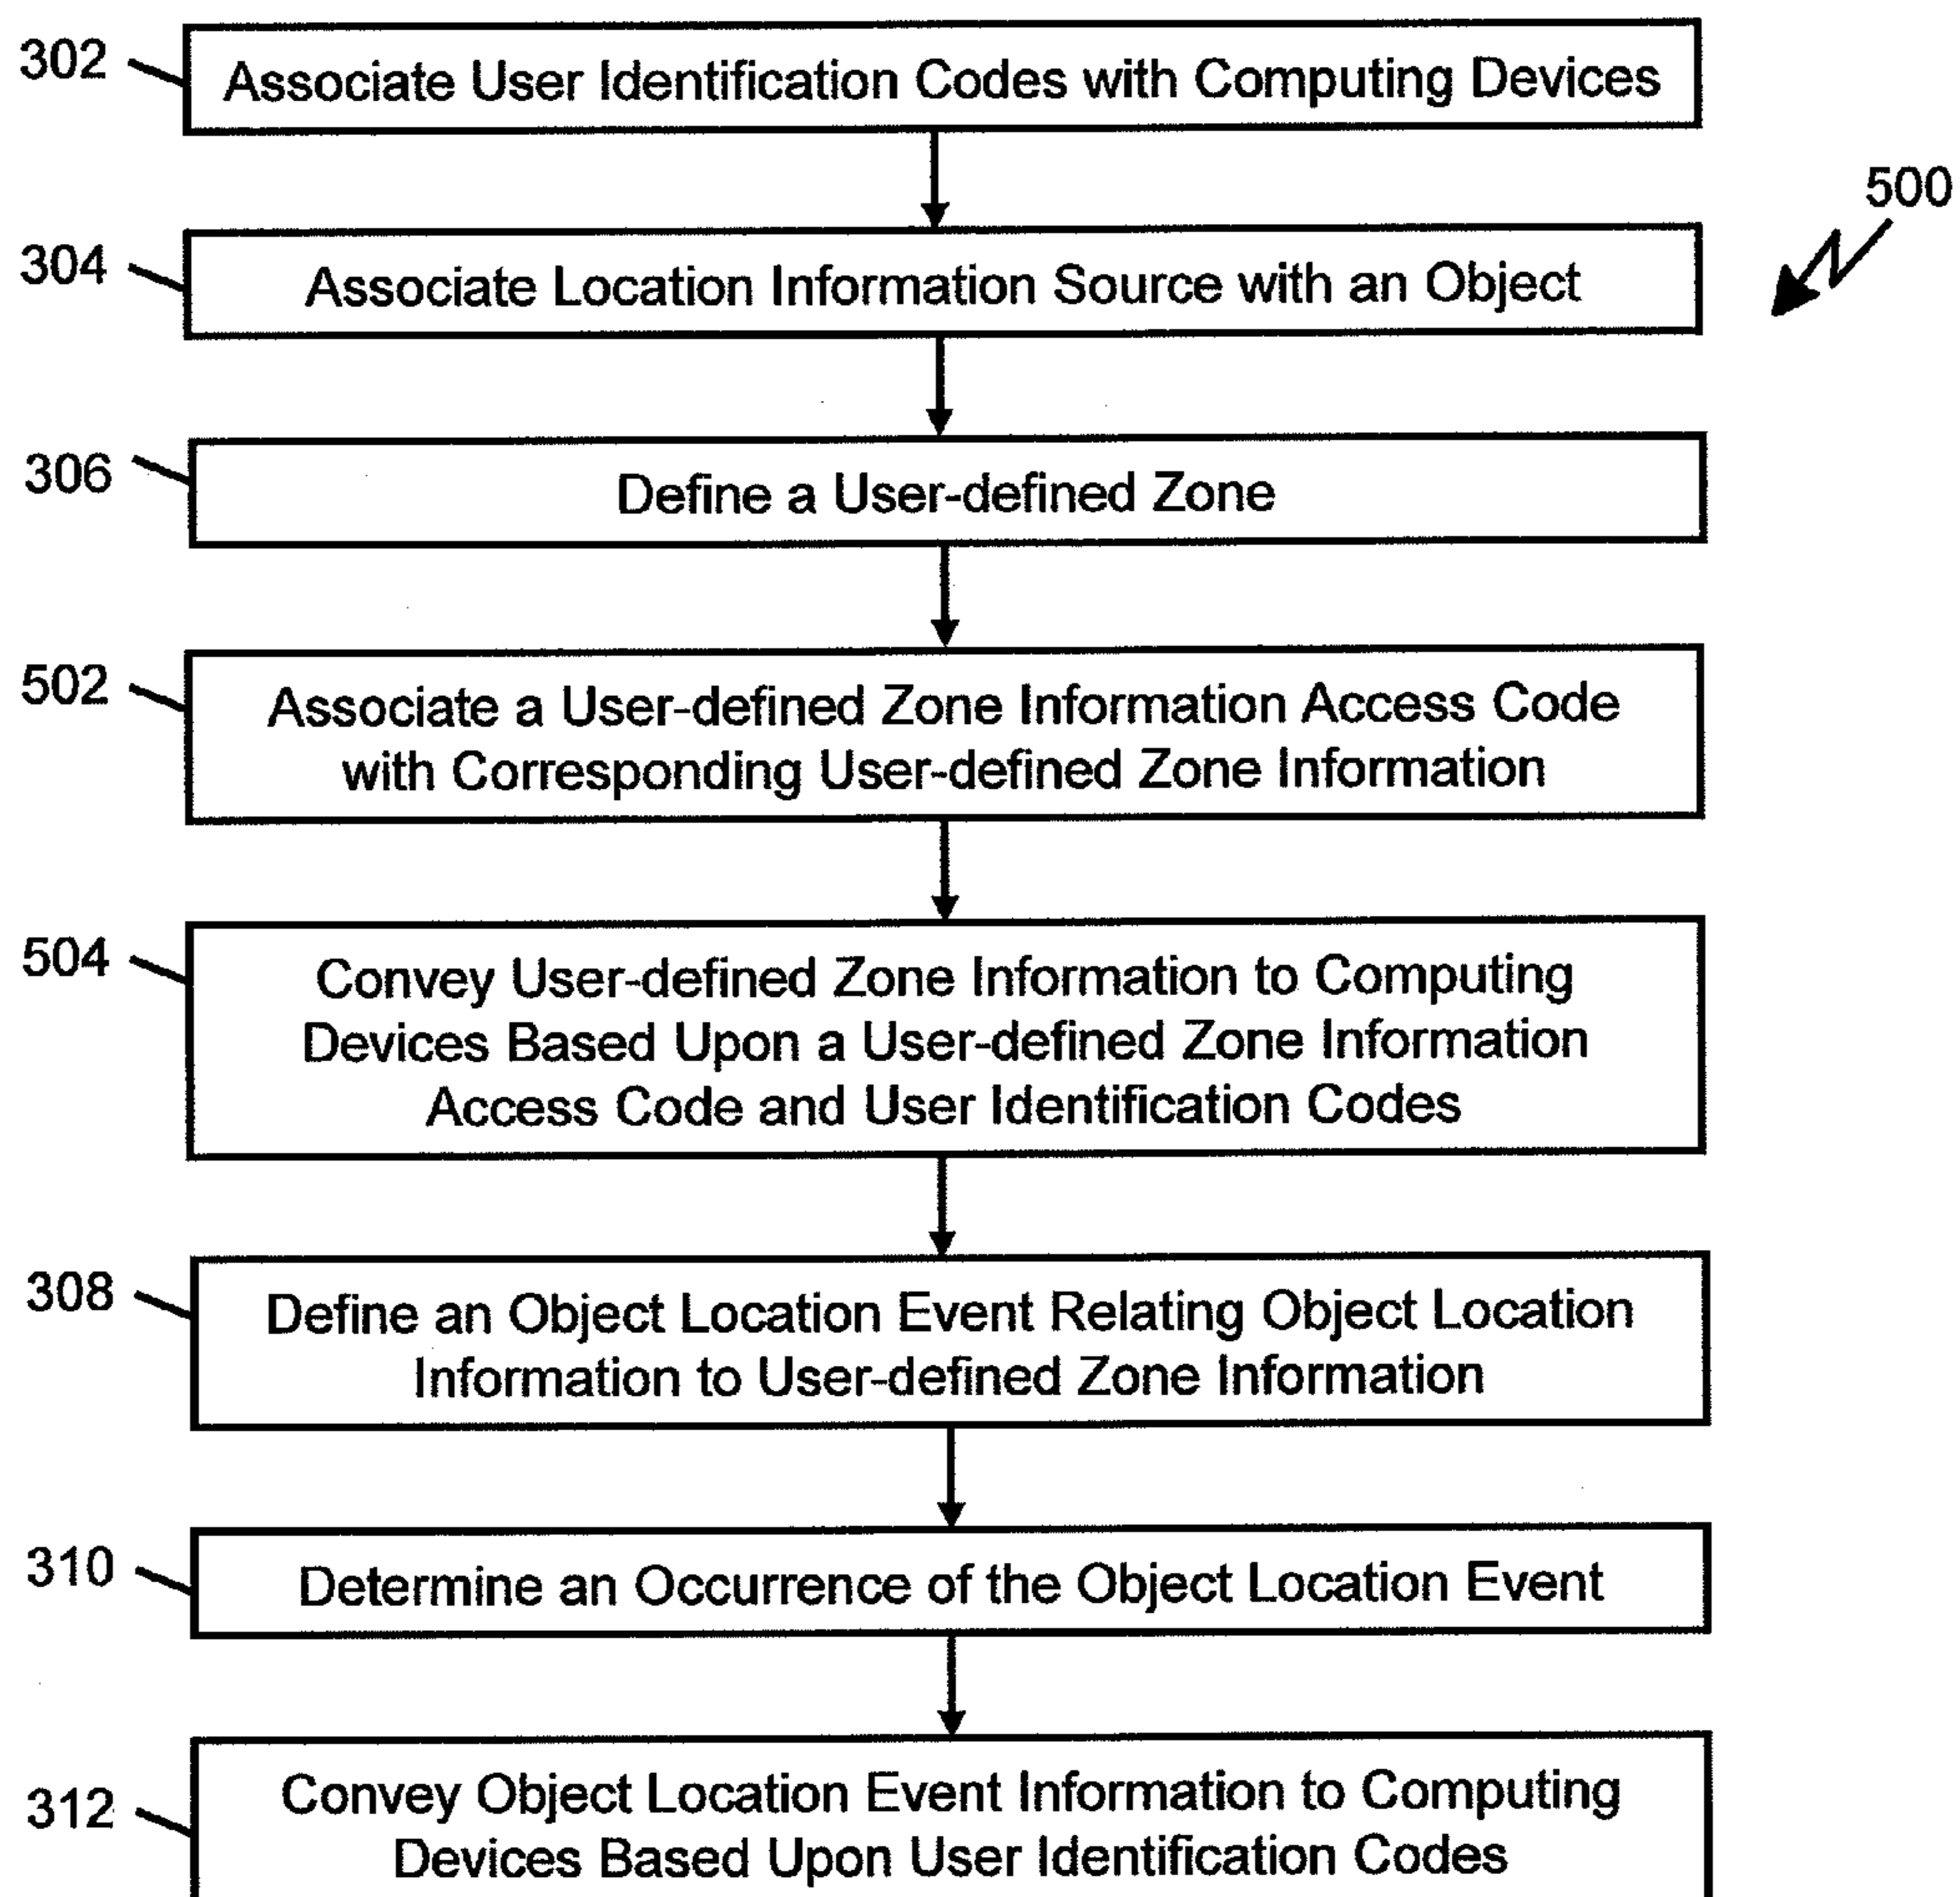 302
Associate User Identification Codes with Computing Devices
500
304
Associate Location Information Source with an Object
306
Define a User-defined Zone
502
Associate a User-defined Zone Information Access Code
with Corresponding User-defined Zone Information
504
Convey User-defined Zone Information to Computing
Devices Based Upon a User-defined Zone Information
Access Code and User Identification Codes
308
Define an Object Location Event Relating Object Location
Information to User-defined Zone Information
310
Determine an Occurrence of the Object Location Event
312
Convey Object Location Event Information to Computing
Devices Based Upon User Identification Codes